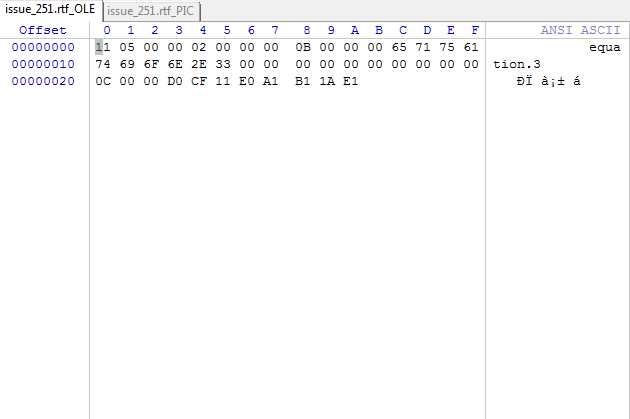 issue_251.rtf_OLE issue_251.rtf_PIC
Offset 0 1 2 3 4 5 6 7 8 9 A B C D E F ANSI ASCII
00000000 11 05 00 00 02 00 00 00 0B 00 00 00 65 71 75 61 equa
00000010 74 69 6F 6E 2E 33 00 00 00 00 00 00 00 00 00 00 tion.3
00000020 0C 00 00 D0 CF 11 E0 A1 B1 1A E1 ÐÏ à¡± á